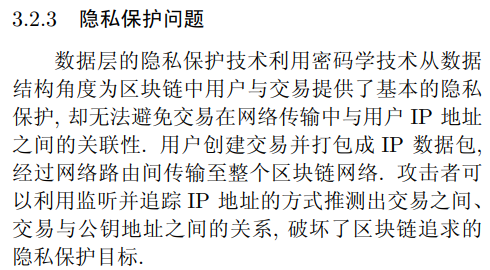 3.2.3 隐私保护问题
数据层的隐私保护技术利用密码学技术从数据
结构角度为区块链中用户与交易提供了基本的隐私
保护, 却无法避免交易在网络传输中与用户 IP 地址
之间的关联性. 用户创建交易并打包成 IP 数据包,
经过网络路由间传输至整个区块链网络. 攻击者可
以利用监听并追踪 IP 地址的方式推测出交易之间、
交易与公钥地址之间的关系, 破坏了区块链追求的
隐私保护目标.